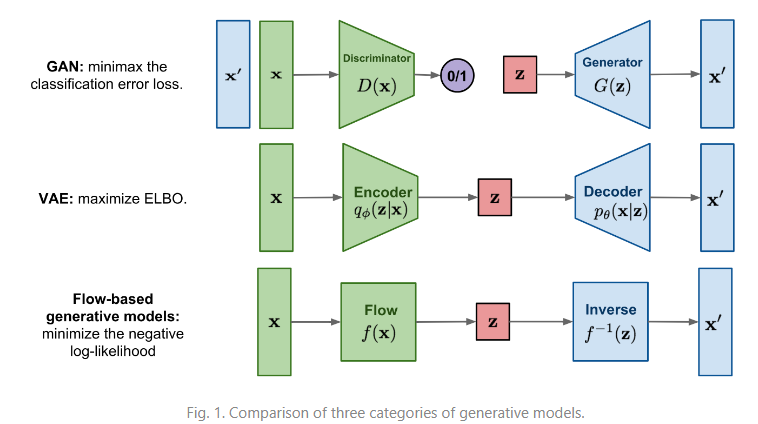 GAN: minimax the
classification error loss.
x′
x
Discriminator
D(x)
0/1
z
Generator
G(z)
x′
VAE: maximize ELBO.
x
Encoder
qϕ(z|x)
z
Decoder
pθ(x|z)
x′
Flow-based
generative models:
minimize the negative
log-likelihood
x
Flow
f(x)
z
Inverse
f⁻¹(z)
x′
Fig. 1. Comparison of three categories of generative models.